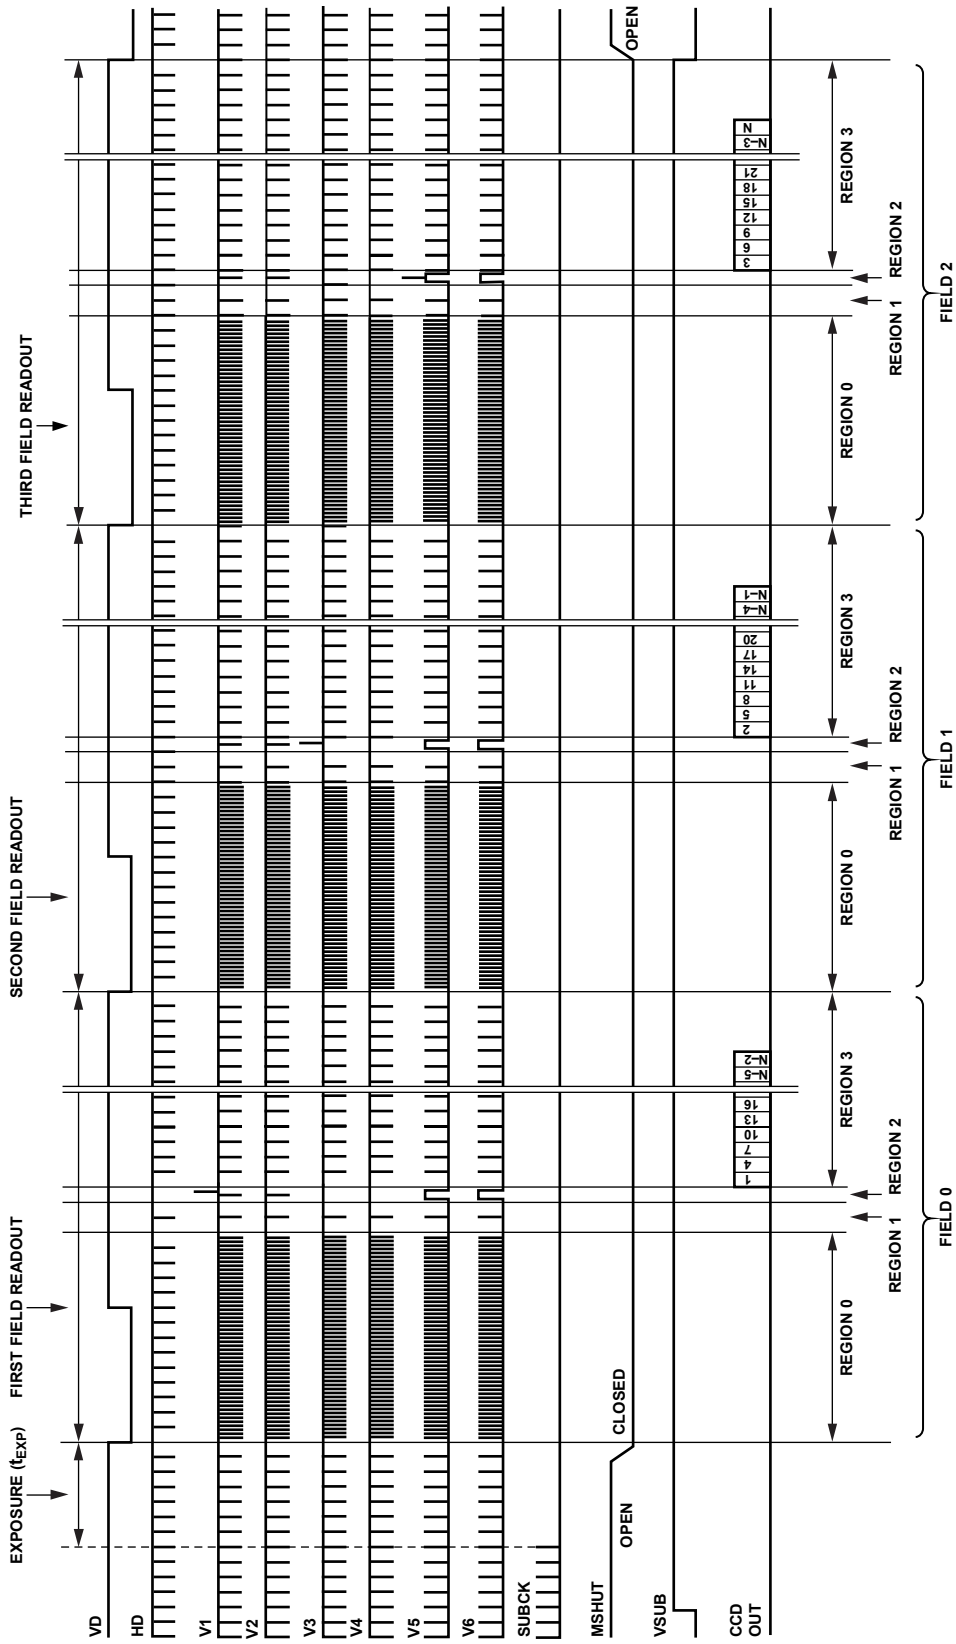 EXPOSURE (tEXP)
FIRST FIELD READOUT
SECOND FIELD READOUT
THIRD FIELD READOUT
VD
HD
V1
V2
V3
V4
V5
V6
SUBCK
MSHUT
OPEN
CLOSED
OPEN
VSUB
CCD
OUT
1
4
7
10
13
16
N–5
N–2
2
5
8
11
14
17
20
N–4
N–1
3
6
9
12
15
18
21
N–3
N
REGION 0
REGION 3
REGION 0
REGION 3
REGION 0
REGION 3
REGION 1
REGION 2
REGION 1
REGION 2
REGION 1
REGION 2
FIELD 0
FIELD 1
FIELD 2